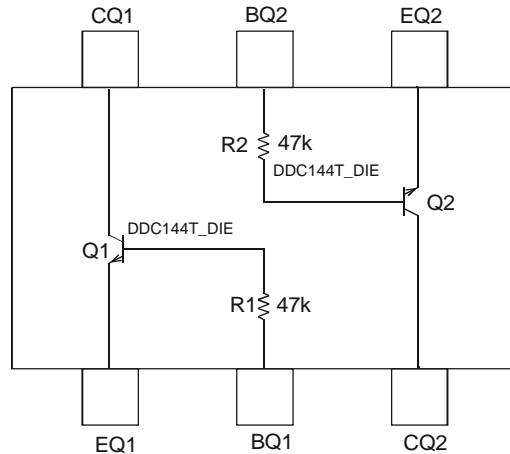 CQ1 BQ2 EQ2
R2 47k
DDC144T_DIE
Q2
DDC144T_DIE
Q1
R1 47k
EQ1 BQ1 CQ2